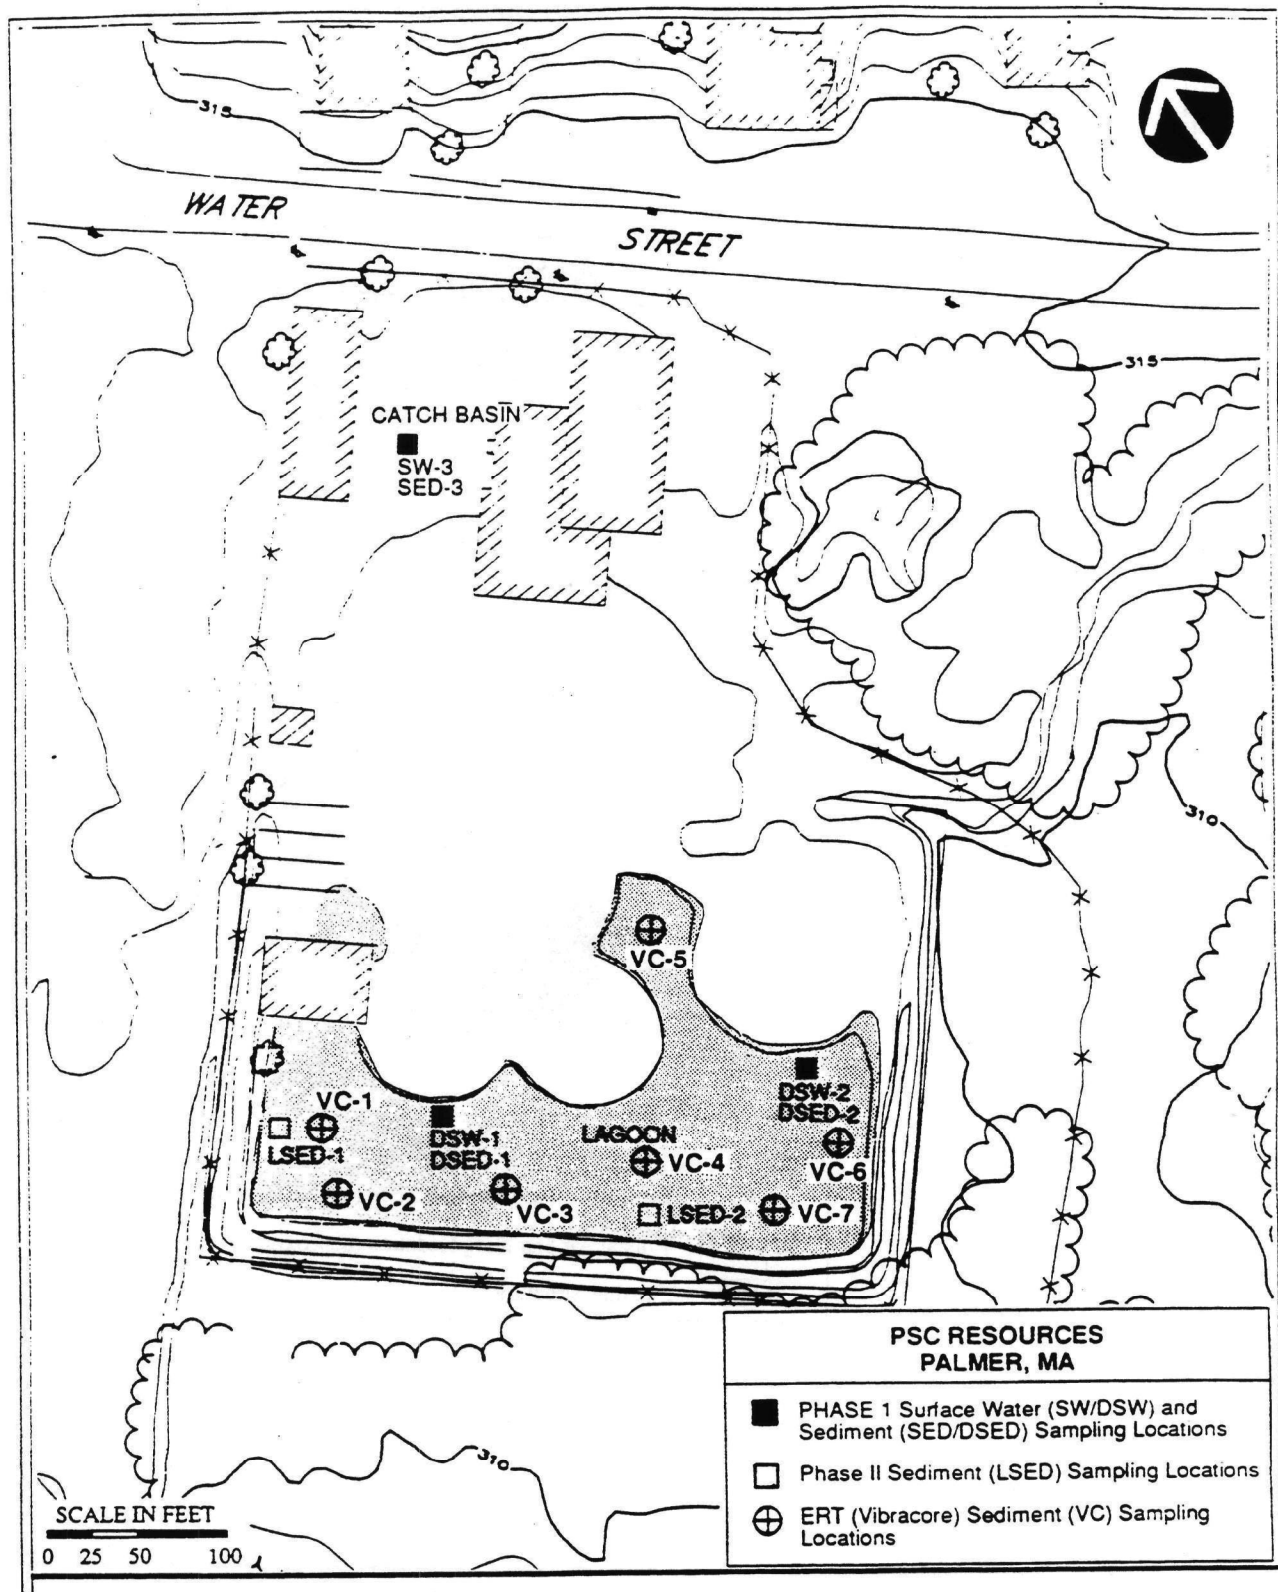 315
WATER
STREET
315
CATCH BASIN
SW-3
SED-3
310
VC-5
DSW-2
DSED-2
VC-1
LSED-1
DSW-1
DSED-1
LAGOON
VC-4
VC-6
VC-2
VC-3
LSED-2
VC-7
PSC RESOURCES
PALMER, MA
PHASE 1 Surface Water (SW/DSW) and
Sediment (SED/DSED) Sampling Locations
Phase II Sediment (LSED) Sampling Locations
ERT (Vibracore) Sediment (VC) Sampling
Locations
310
SCALE IN FEET
0 25 50 100